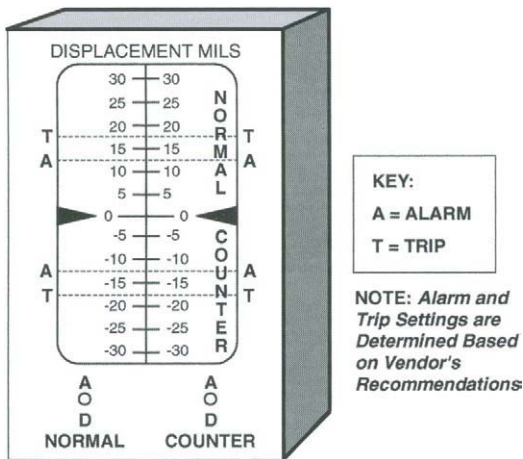 DISPLACEMENT MILS
30 30
25 25
20 20
T T
15 15
A A
10 10
5 5
0 0
-5 -5
-10 -10
A A
-15 -15
T T
-20 -20
-25 -25
-30 -30
NORMAL
COUNTER
A A
D D
NORMAL COUNTER
KEY:
A = ALARM
T = TRIP
NOTE: Alarm and
Trip Settings are
Determined Based
on Vendor's
Recommendations